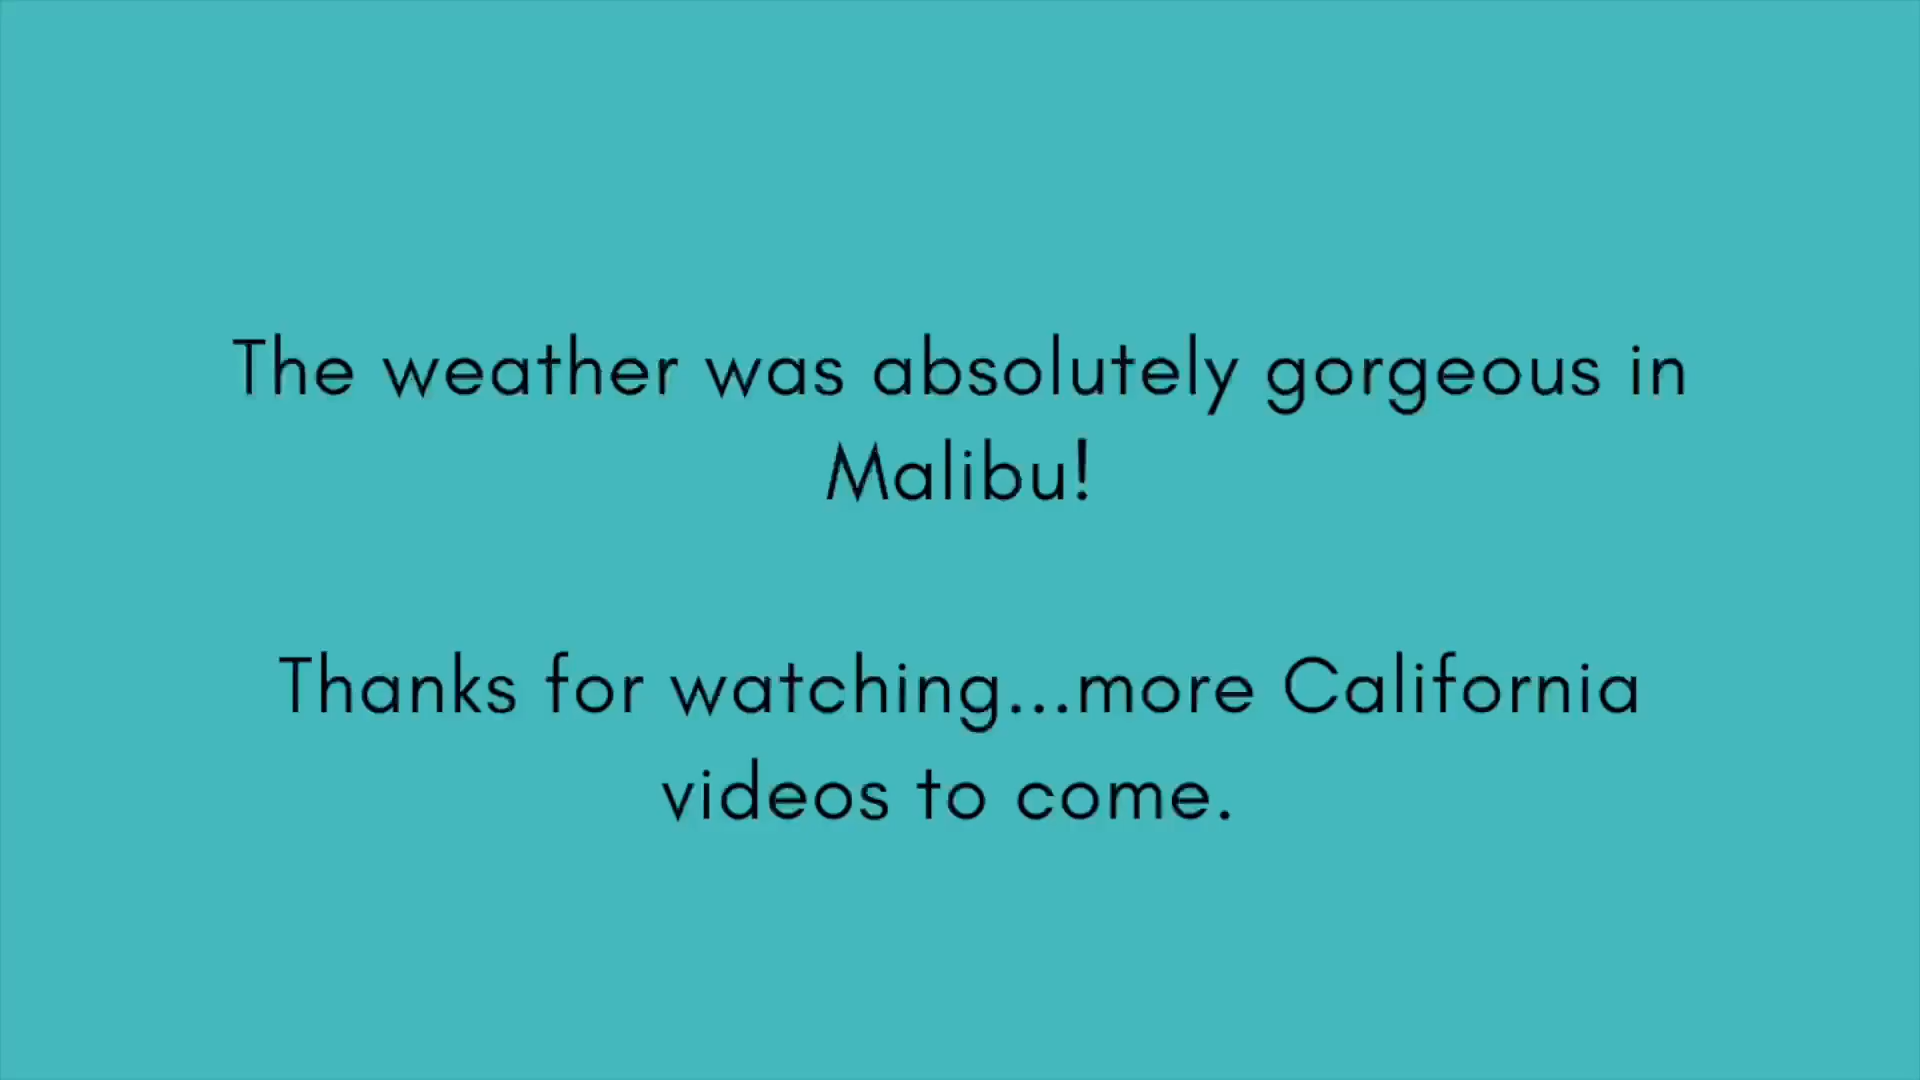 The weather was absolutely gorgeous in
Malibu!
Thanks for watching...more California
videos to come.